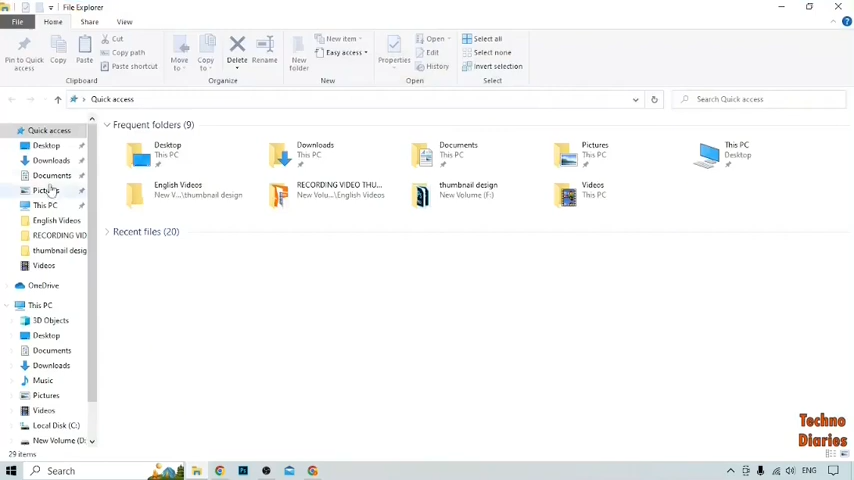 File Explorer
File
Home
Share
View
Pin to Quick
access
Copy
Paste
Cut
Copy path
Paste shortcut
Clipboard
Move
to
Copy
to
Delete
Rename
Organize
New
folder
New item
Easy access
New
Properties
Open
Edit
History
Open
Select all
Select none
Invert selection
Select
Quick access
Search Quick access
Quick access
Desktop
Downloads
Documents
This PC
English Videos
RECORDING VID
thumbnail desig
Videos
OneDrive
This PC
3D Objects
Desktop
Documents
Downloads
Music
Pictures
Videos
Local Disk (C:)
New Volume (D:
Frequent folders (9)
Desktop
This PC
Downloads
This PC
Documents
This PC
Pictures
This PC
This PC
Desktop
English Videos
New V...\thumbnail design
RECORDING VIDEO THU...
New Volu...\English Videos
thumbnail design
New Volume (F:)
Videos
This PC
Recent files (20)
Techno
Diaries
29 items
Search
ENG